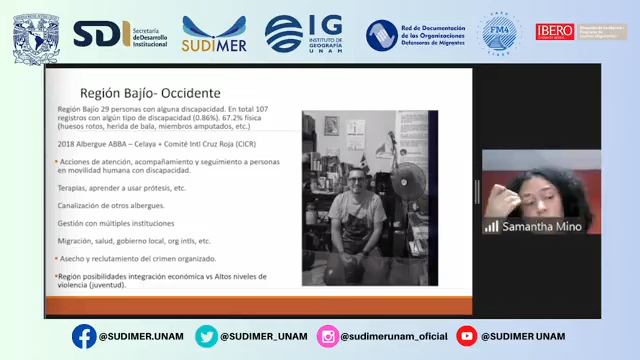 SDI
Secretaría
de Desarrollo
Institucional
SUDIMER
IG
INSTITUTO DE
GEOGRAFÍA
UNAM
Red de Documentación
de las Organizaciones
Defensoras de Migrantes
FM4
IBERO
Región Bajío- Occidente
Región Bajío 29 personas con alguna discapacidad. En total 107
registros con algún tipo de discapacidad (0.86%). 67.2% física
(huesos rotos, herida de bala, miembros amputados, etc.)
2018 Albergue ABBA – Celaya + Comité Intl Cruz Roja (CICR)
Acciones de atención, acompañamiento y seguimiento a personas
en movilidad humana con discapacidad.
Terapias, aprender a usar prótesis, etc.
Canalización de otros albergues.
Gestión con múltiples instituciones
Migración, salud, gobierno local, org intls, etc.
Asecho y reclutamiento del crimen organizado.
Región posibilidades integración económica vs Altos niveles de
violencia (juventud).
Samantha Mino
@SUDIMER.UNAM
@SUDIMER_UNAM
@sudimerunam_oficial
@SUDIMER UNAM